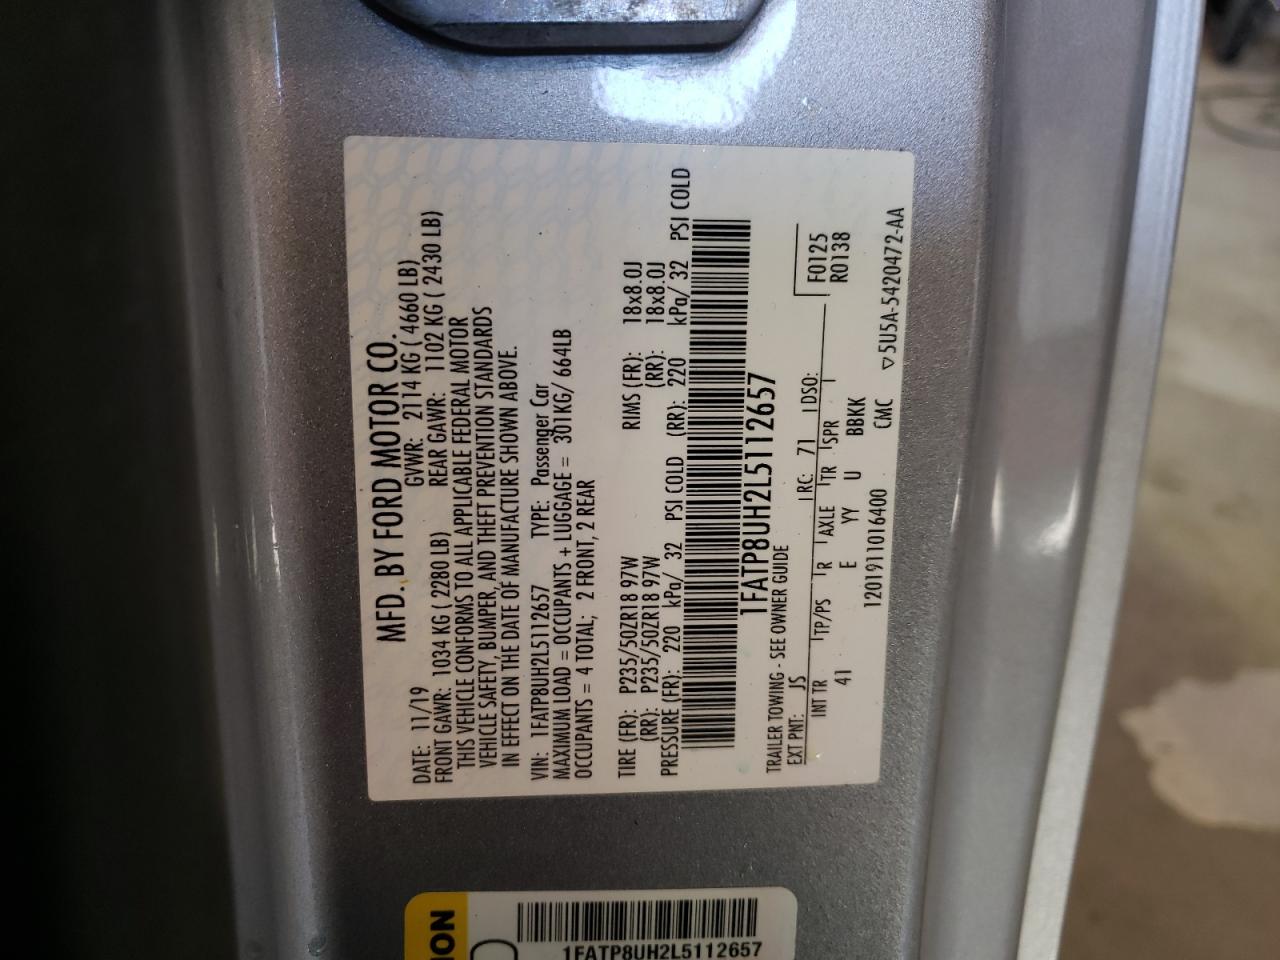 MFD. BY FORD MOTOR CO.
DATE: 11/19 GVWR: 2114 KG ( 4660 LB)
FRONT GAWR: 1034 KG ( 2280 LB) REAR GAWR: 1102 KG ( 2430 LB)
THIS VEHICLE CONFORMS TO ALL APPLICABLE FEDERAL MOTOR
VEHICLE SAFETY, BUMPER, AND THEFT PREVENTION STANDARDS
IN EFFECT ON THE DATE OF MANUFACTURE SHOWN ABOVE.
VIN: 1FATP8UH2L5112657 TYPE: Passenger Car
MAXIMUM LOAD = OCCUPANTS + LUGGAGE = 301KG/ 664LB
OCCUPANTS = 4 TOTAL; 2 FRONT, 2 REAR
TIRE (FR): P235/50ZR18 97W RIMS (FR): 18x8.0J
(RR): P235/50ZR18 97W (RR): 18x8.0J
PRESSURE (FR): 220 kPa/ 32 PSI COLD (RR): 220 kPa/ 32 PSI COLD
1FATP8UH2L5112657
TRAILER TOWING - SEE OWNER GUIDE F0125
EXT PNT: JS RC: 71 DSO: R0138
INT TR TP/PS R AXLE TR SPR
41 E YY U BBKK
1201911016400 CMC ▽5U5A-5420472-AA
ION
1FATP8UH2L5112657